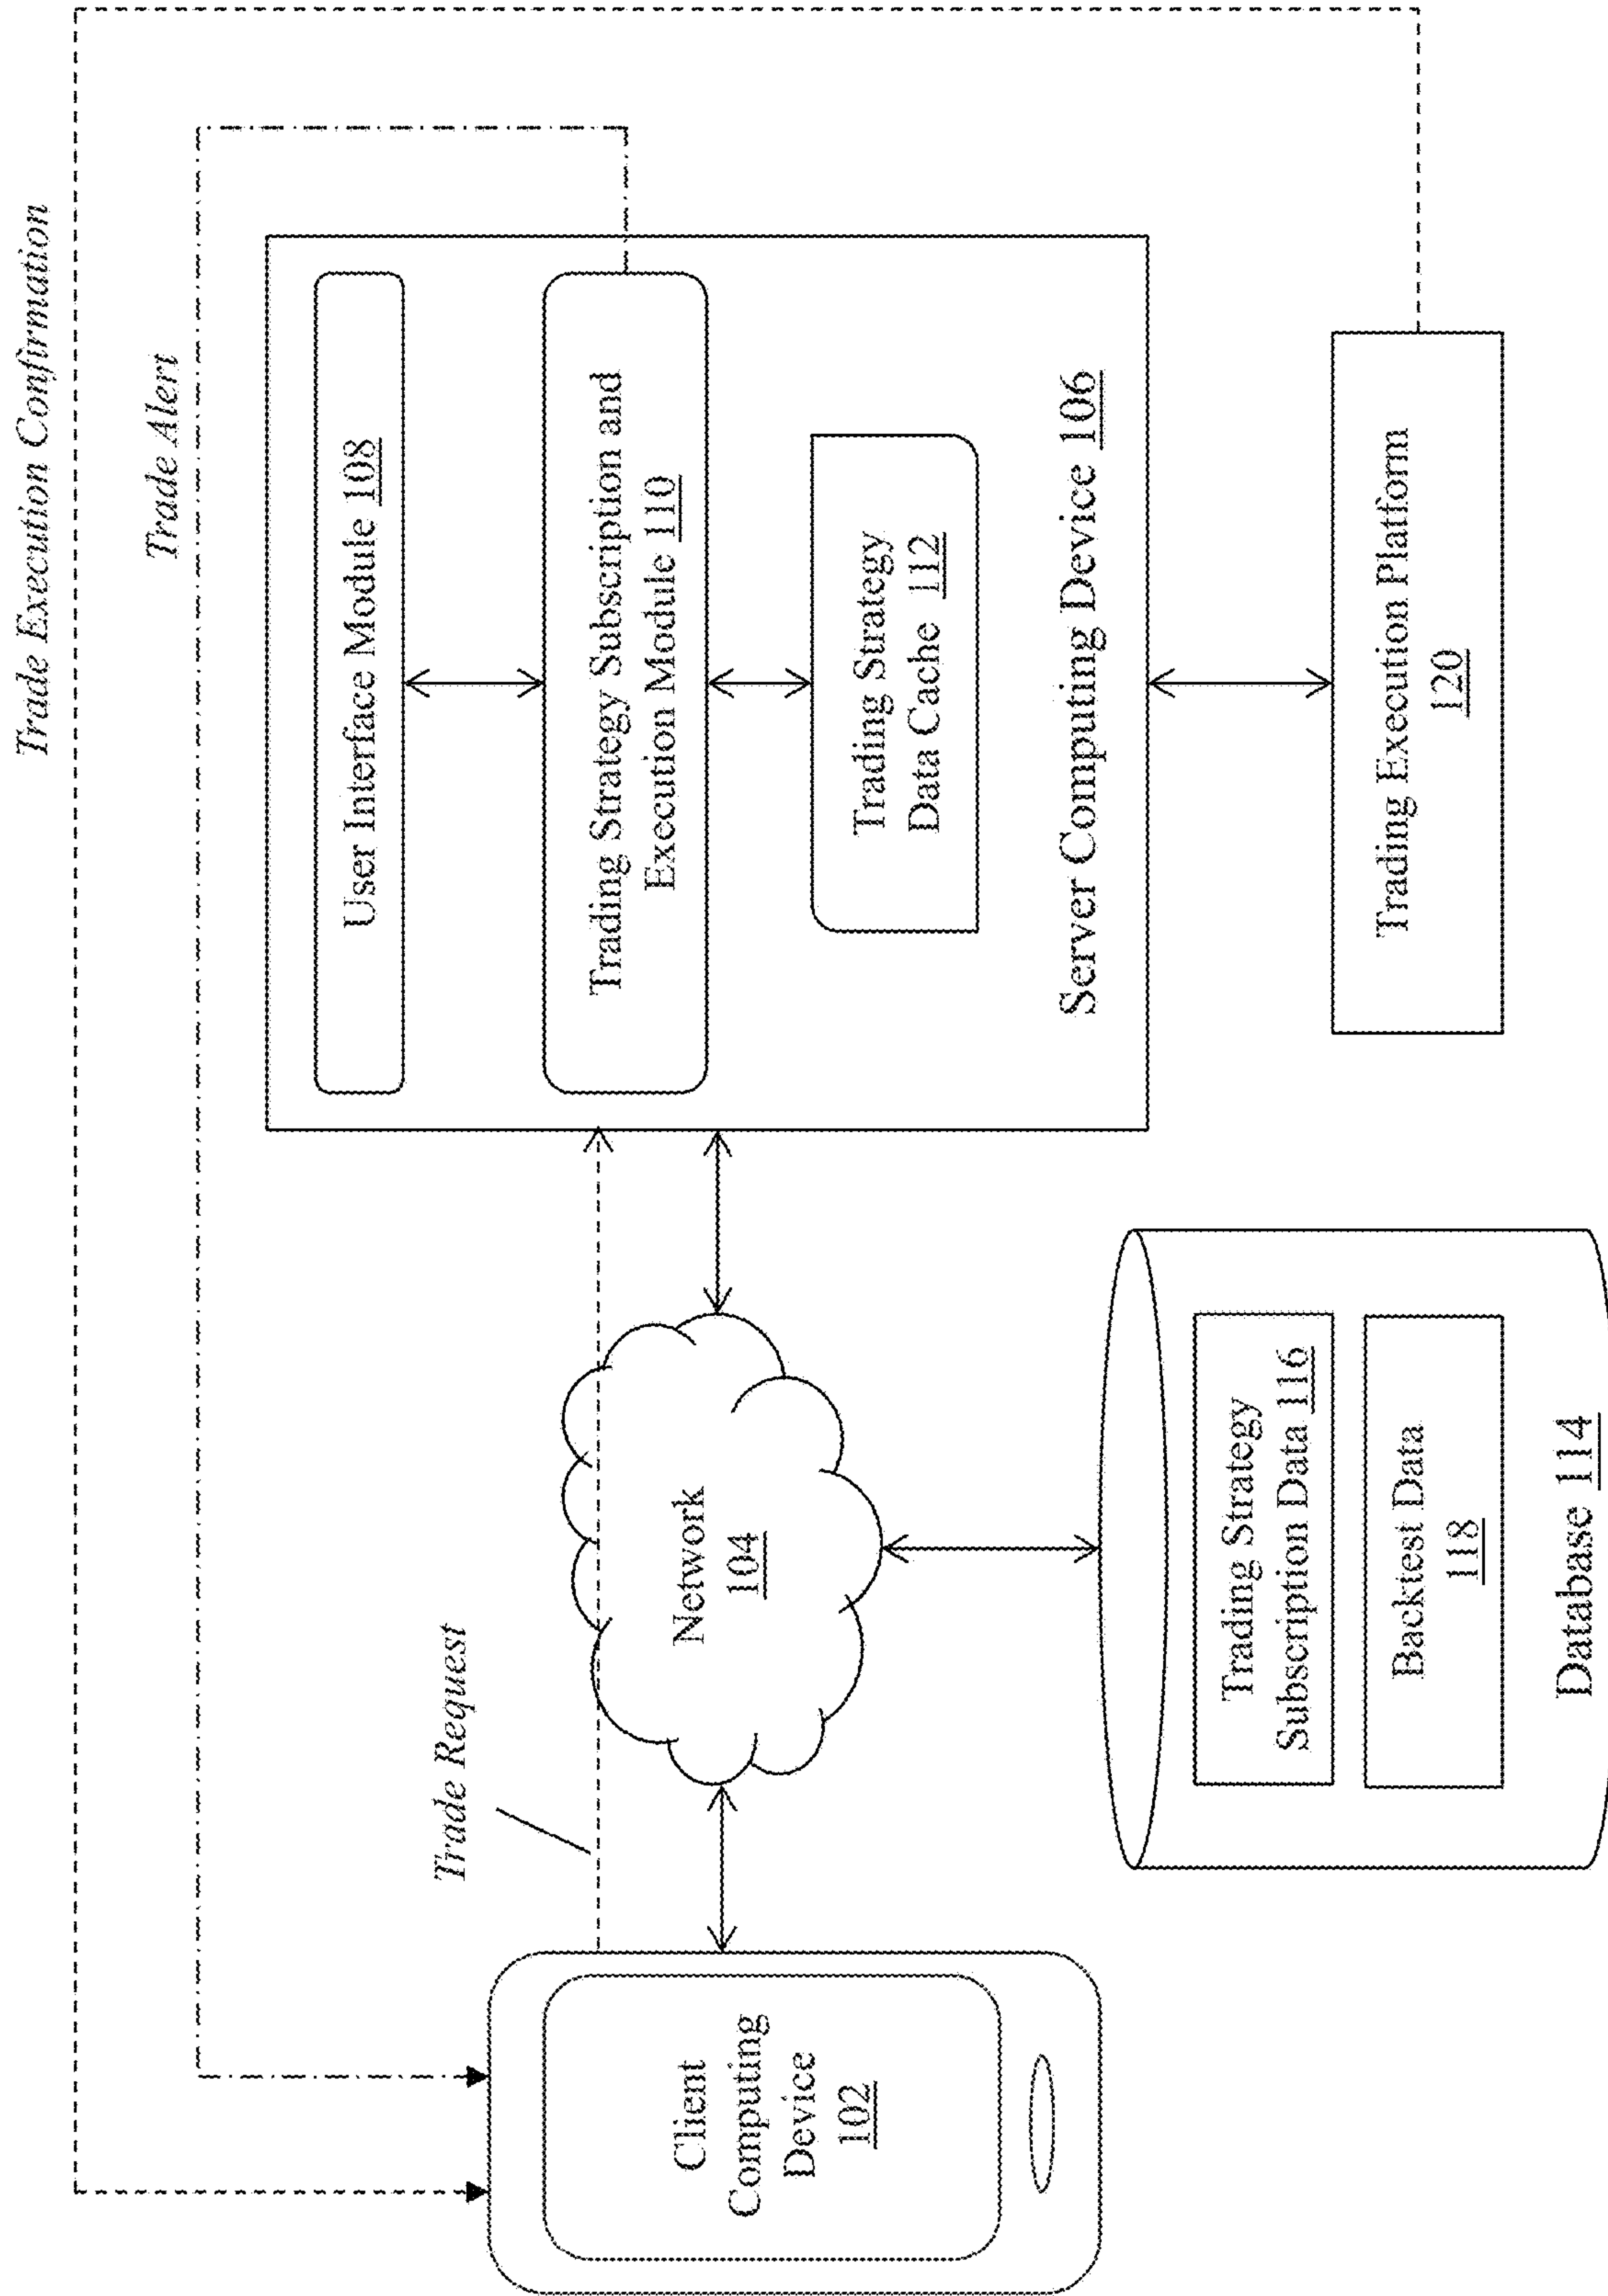 Trade Execution Confirmation
Trade Alert
Trade Request
Client
Computing
Device
102
Network
104
User Interface Module 108
Trading Strategy Subscription and
Execution Module 110
Trading Strategy
Data Cache 112
Server Computing Device 106
Trading Strategy
Subscription Data 116
Backtest Data
118
Database 114
Trading Execution Platform
120